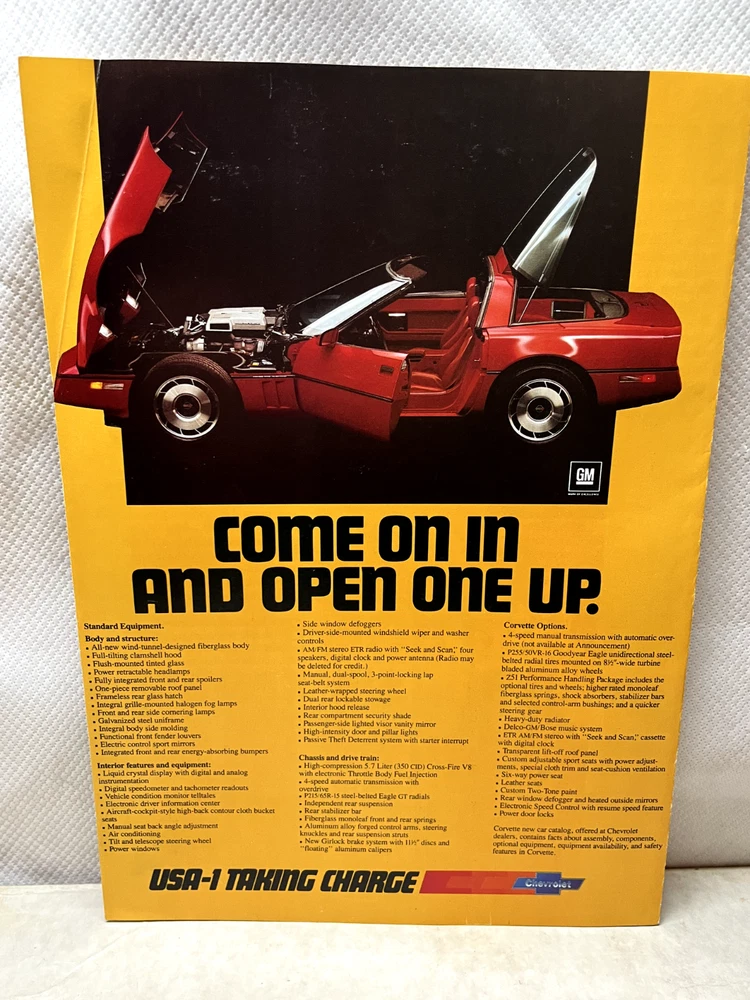 GM
MARK OF EXCELLENCE
COME ON IN
AND OPEN ONE UP.
Standard Equipment.
Body and structure:
• All-new wind-tunnel-designed fiberglass body
• Full-tilting clamshell hood
• Flush-mounted tinted glass
• Power retractable headlamps
• Fully integrated front and rear spoilers
• One-piece removable roof panel
• Frameless rear glass hatch
• Integral grille-mounted halogen fog lamps
• Front and rear side cornering lamps
• Galvanized steel uniframe
• Integral body side molding
• Functional front fender louvers
• Electric control sport mirrors
• Integrated front and rear energy-absorbing bumpers
Interior features and equipment:
• Liquid crystal display with digital and analog
instrumentation
• Digital speedometer and tachometer readouts
• Vehicle condition monitor telltales
• Electronic driver information center
• Aircraft-cockpit-style high-back contour cloth bucket
seats
• Manual seat back angle adjustment
• Air conditioning
• Tilt and telescope steering wheel
• Power windows
• Side window defoggers
• Driver-side-mounted windshield wiper and washer
controls
• AM/FM stereo ETR radio with "Seek and Scan," four
speakers, digital clock and power antenna (Radio may
be deleted for credit.)
• Manual, dual-spool, 3-point-locking lap
seat-belt system
• Leather-wrapped steering wheel
• Dual rear lockable stowage
• Interior hood release
• Rear compartment security shade
• Passenger-side lighted visor vanity mirror
• High-intensity door and pillar lights
• Passive Theft Deterrent system with starter interrupt
Chassis and drive train:
• High-compression 5.7 Liter (350 CID) Cross-Fire V8
with electronic Throttle Body Fuel Injection
• 4-speed automatic transmission with
overdrive
• P215/65R-15 steel-belted Eagle GT radials
• Independent rear suspension
• Rear stabilizer bar
• Fiberglass monoleaf front and rear springs
• Aluminum alloy forged control arms, steering
knuckles and rear suspension struts
• New Girlock brake system with 11½" discs and
"floating" aluminum calipers
Corvette Options.
• 4-speed manual transmission with automatic over-
drive (not available at Announcement)
• P255/50VR-16 Goodyear Eagle unidirectional steel-
belted radial tires mounted on 8½"-wide turbine
bladed aluminum alloy wheels
• Z51 Performance Handling Package includes the
optional tires and wheels; higher rated monoleaf
fiberglass springs, shock absorbers, stabilizer bars
and selected control-arm bushings; and a quicker
steering gear
• Heavy-duty radiator
• Delco-GM/Bose music system
• ETR AM/FM stereo with "Seek and Scan," cassette
with digital clock
• Transparent lift-off roof panel
• Custom adjustable sport seats with power adjust-
ments, special cloth trim and seat-cushion ventilation
• Six-way power seat
• Leather seats
• Custom Two-Tone paint
• Rear window defogger and heated outside mirrors
• Electronic Speed Control with resume speed feature
• Power door locks
Corvette new car catalog, offered at Chevrolet
dealers, contains facts about assembly, components,
optional equipment, equipment availability, and safety
features in Corvette.
USA-1 TAKING CHARGE
Chevrolet